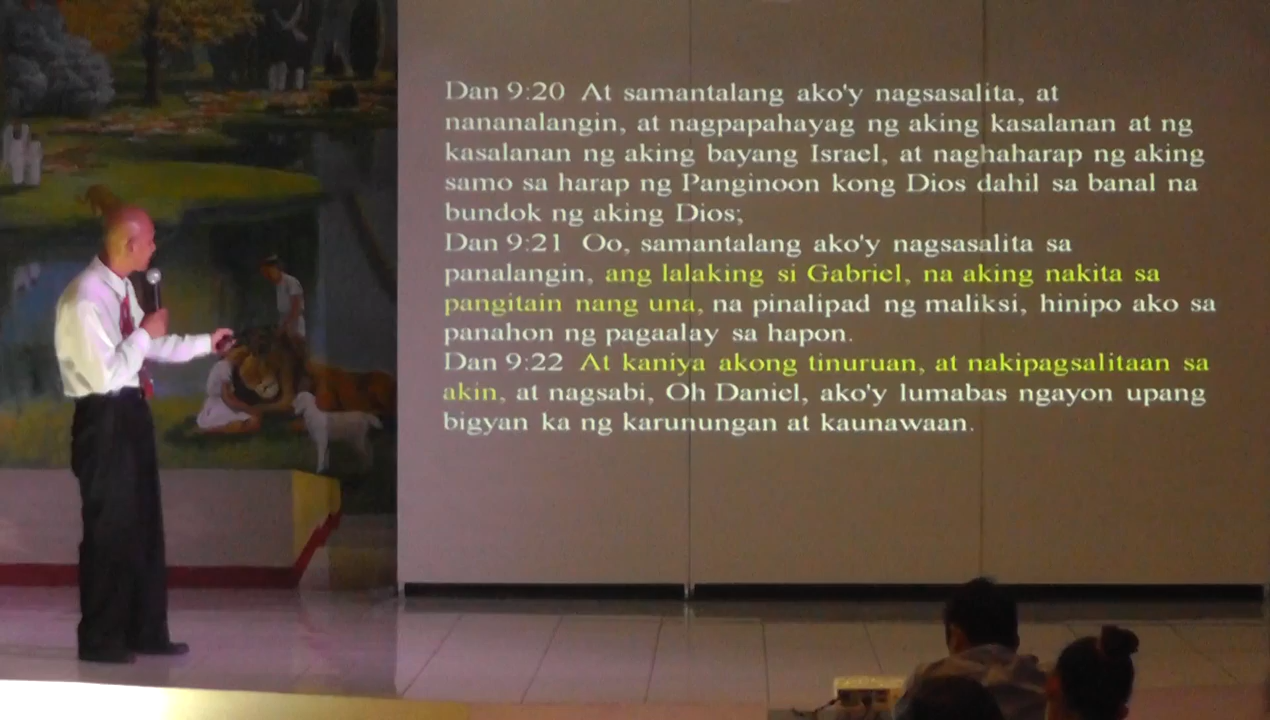 Dan 9:20 At samantalang ako'y nagsasalita, at
nananalangin, at nagpapahayag ng aking kasalanan at ng
kasalanan ng aking bayang Israel, at naghaharap ng aking
samo sa harap ng Panginoon kong Dios dahil sa banal na
bundok ng aking Dios;
Dan 9:21 Oo, samantalang ako'y nagsasalita sa
panalangin, ang lalaking si Gabriel, na aking nakita sa
pangitain nang una, na pinalipad ng maliksi, hinipo ako sa
panahon ng pagaalay sa hapon.
Dan 9:22 At kaniya akong tinuruan, at nakipagsalitaan sa
akin, at nagsabi, Oh Daniel, ako'y lumabas ngayon upang
bigyan ka ng karunungan at kaunawaan.